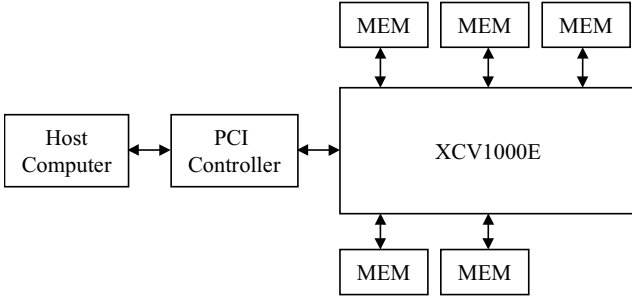 MEM MEM MEM
Host
Computer
PCI
Controller
XCV1000E
MEM MEM